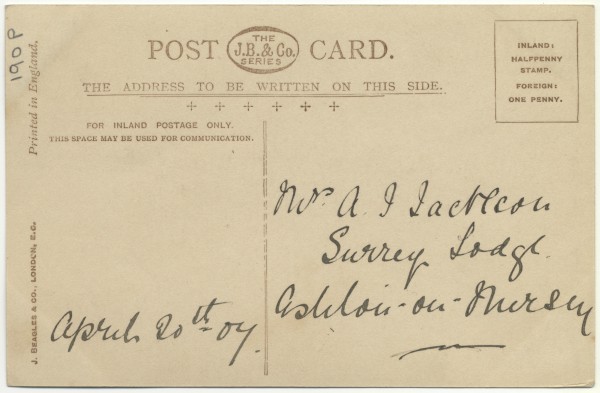 190P
Printed in England.
POST CARD.
THE
J.B. & Co.
SERIES
INLAND:
HALFPENNY
STAMP.
FOREIGN:
ONE PENNY.
THE ADDRESS TO BE WRITTEN ON THIS SIDE.
FOR INLAND POSTAGE ONLY.
THIS SPACE MAY BE USED FOR COMMUNICATION.
J. BEAGLES & CO., LONDON, E.C.
April 20th 07.
Mrs A. J
Surrey Lodge
Ashton-on-Mersey